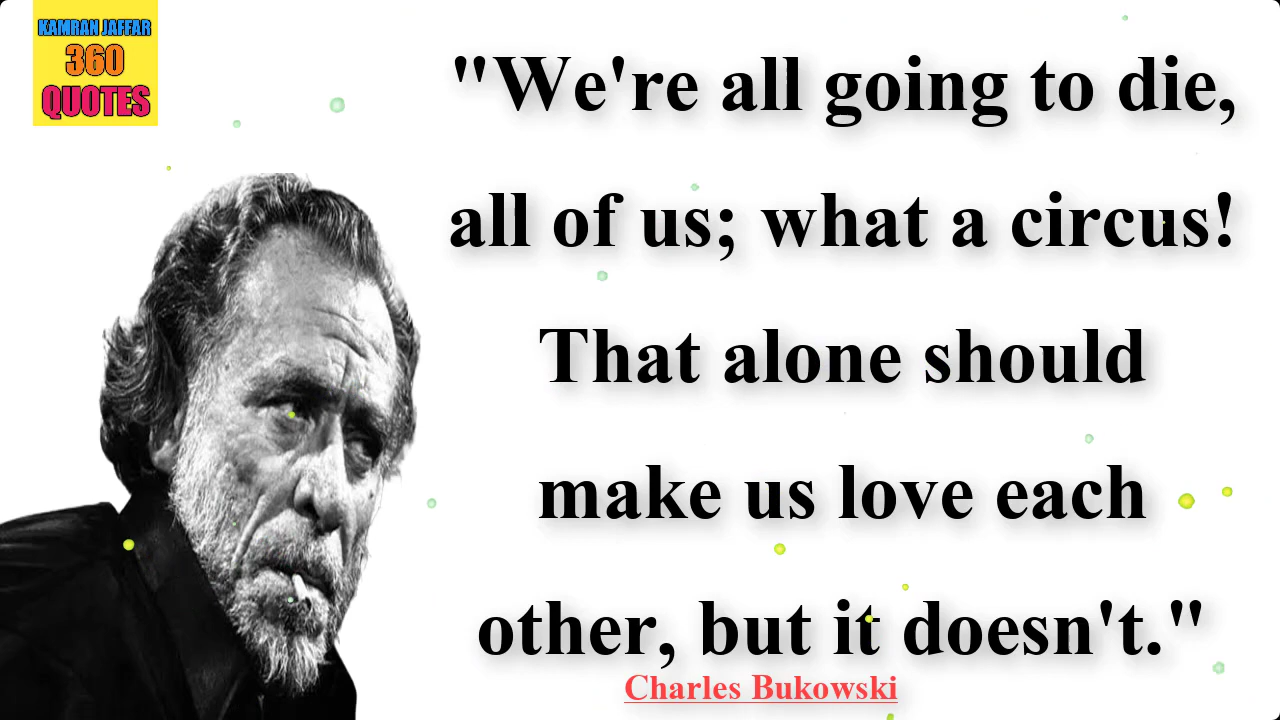 KAMRAN JAFFAR
360
QUOTES
"We're all going to die,
all of us; what a circus!
That alone should
make us love each
other, but it doesn't."
Charles Bukowski